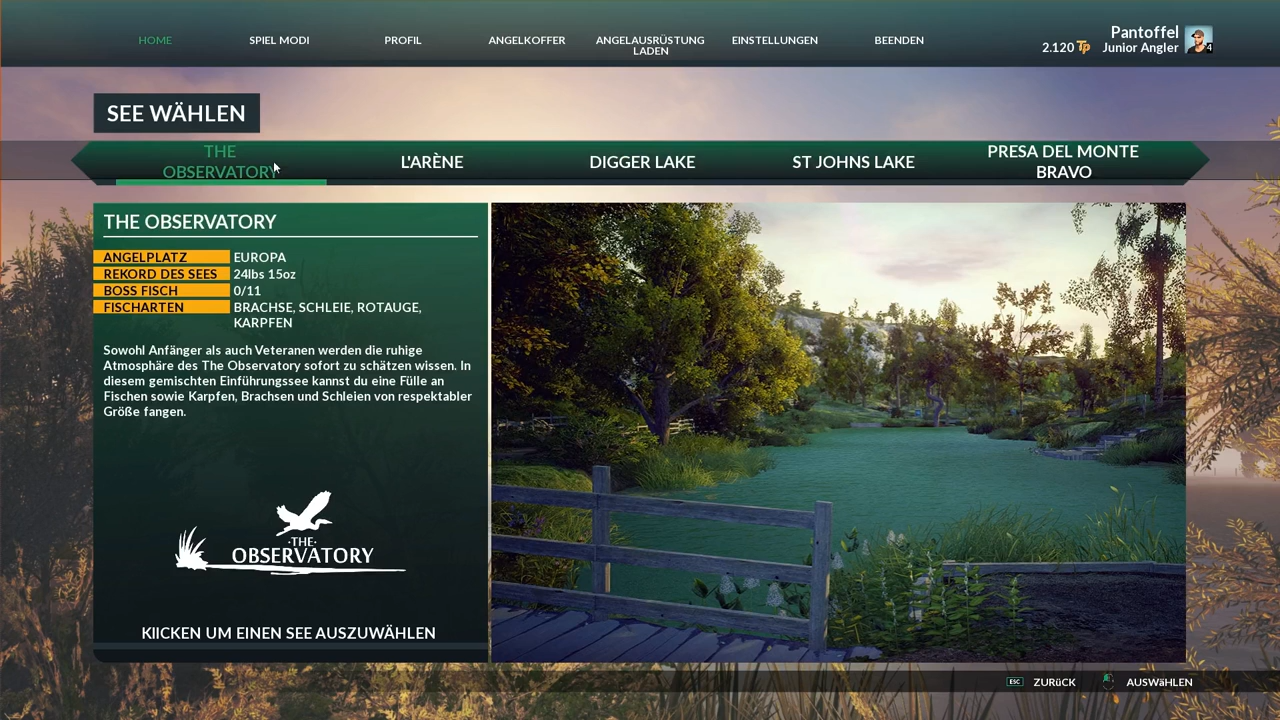 HOME
SPIEL MODI
PROFIL
ANGELKOFFER
ANGELAUSRÜSTUNG
LADEN
EINSTELLUNGEN
BEENDEN
2.120 Tp
Pantoffel
Junior Angler
4
SEE WÄHLEN
THE
OBSERVATORY
L'ARÈNE
DIGGER LAKE
ST JOHNS LAKE
PRESA DEL MONTE
BRAVO
THE OBSERVATORY
ANGELPLATZ EUROPA
REKORD DES SEES 24lbs 15oz
BOSS FISCH 0/11
FISCHARTEN BRACHSE, SCHLEIE, ROTAUGE,
KARPFEN
Sowohl Anfänger als auch Veteranen werden die ruhige
Atmosphäre des The Observatory sofort zu schätzen wissen. In
diesem gemischten Einführungssee kannst du eine Fülle an
Fischen sowie Karpfen, Brachsen und Schleien von respektabler
Größe fangen.
·THE·
OBSERVATORY
KIICKEN UM EINEN SEE AUSZUWÄHLEN
ESC ZURüCK
AUSWäHLEN